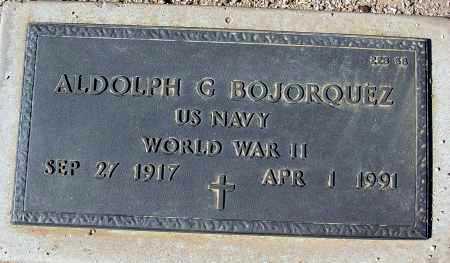 ALDOLPH G BOJORQUEZ
US NAVY
WORLD WAR II
SEP 27 1917 APR 1 1991